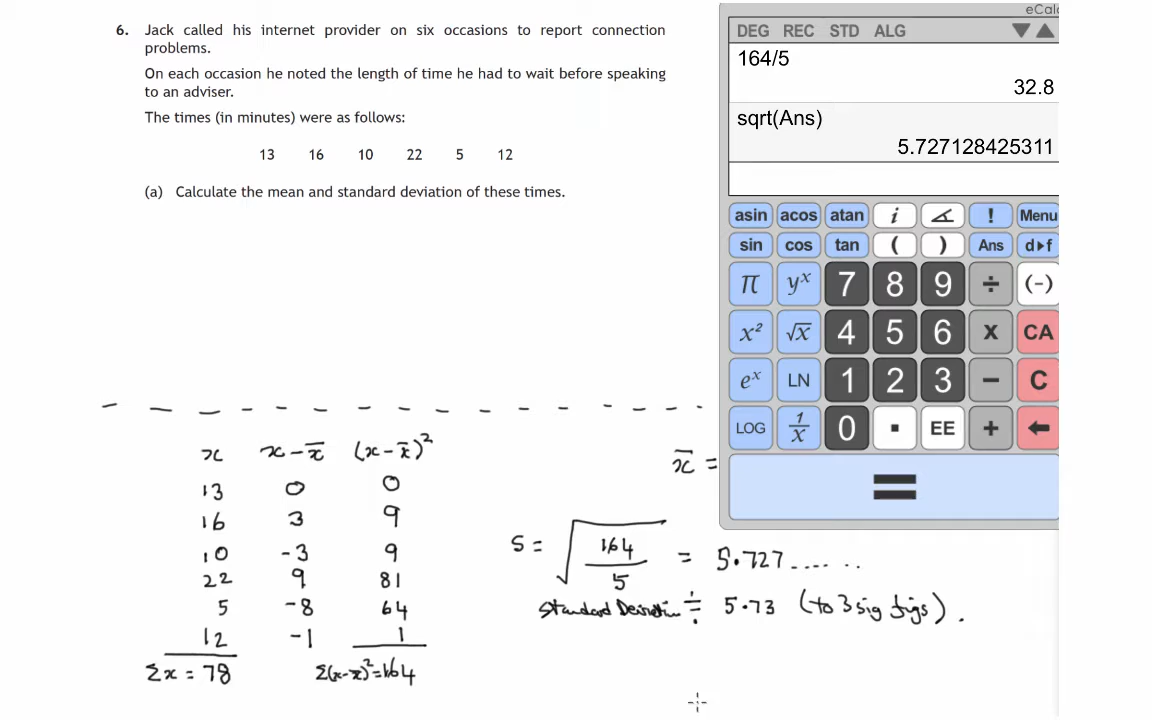 6. Jack called his internet provider on six occasions to report connection
problems.
On each occasion he noted the length of time he had to wait before speaking
to an adviser.
The times (in minutes) were as follows:
13 16 10 22 5 12
(a) Calculate the mean and standard deviation of these times.
eCalc
DEG REC STD ALG ▼▲
164/5
32.8
sqrt(Ans)
5.727128425311
asin acos atan i ∠ ! Menu
sin cos tan ( ) Ans d▸f
π yˣ 7 8 9 ÷ (-)
x² √x 4 5 6 x CA
eˣ LN 1 2 3 − C
LOG 1/x 0 . EE + ←
=
x x − x̄ (x − x̄)²
13 0 0
16 3 9
10 -3 9
22 9 81
5 -8 64
12 -1 1
Σx = 78 Σ(x-x̄)²=164
x̄ =
S = √(164/5) = 5.727.... ..
Standard Deviation ≑ 5.73 (to 3 sig figs).